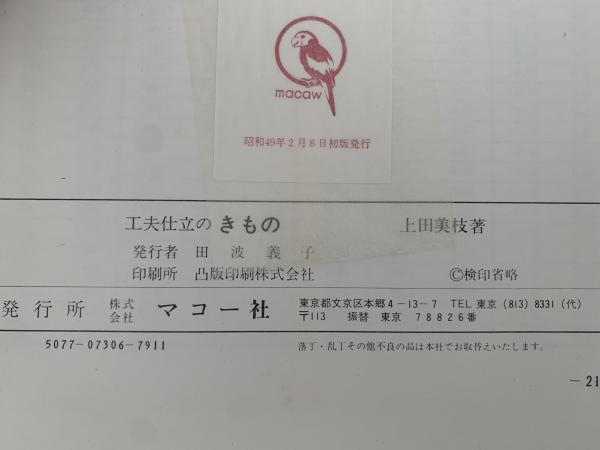 macaw
昭和49年2月8日初版発行
工夫仕立の きもの 上田美枝著
発行者 田波義子
印刷所 凸版印刷株式会社 ©検印省略
発行所 株式会社 マコー社 東京都文京区本郷4-13-7 TEL 東京(813)8331(代)
〒113 振替 東京 78826番
5077-07306-7911 落丁・乱丁その他不良の品は本社でお取替えいたします。
-21